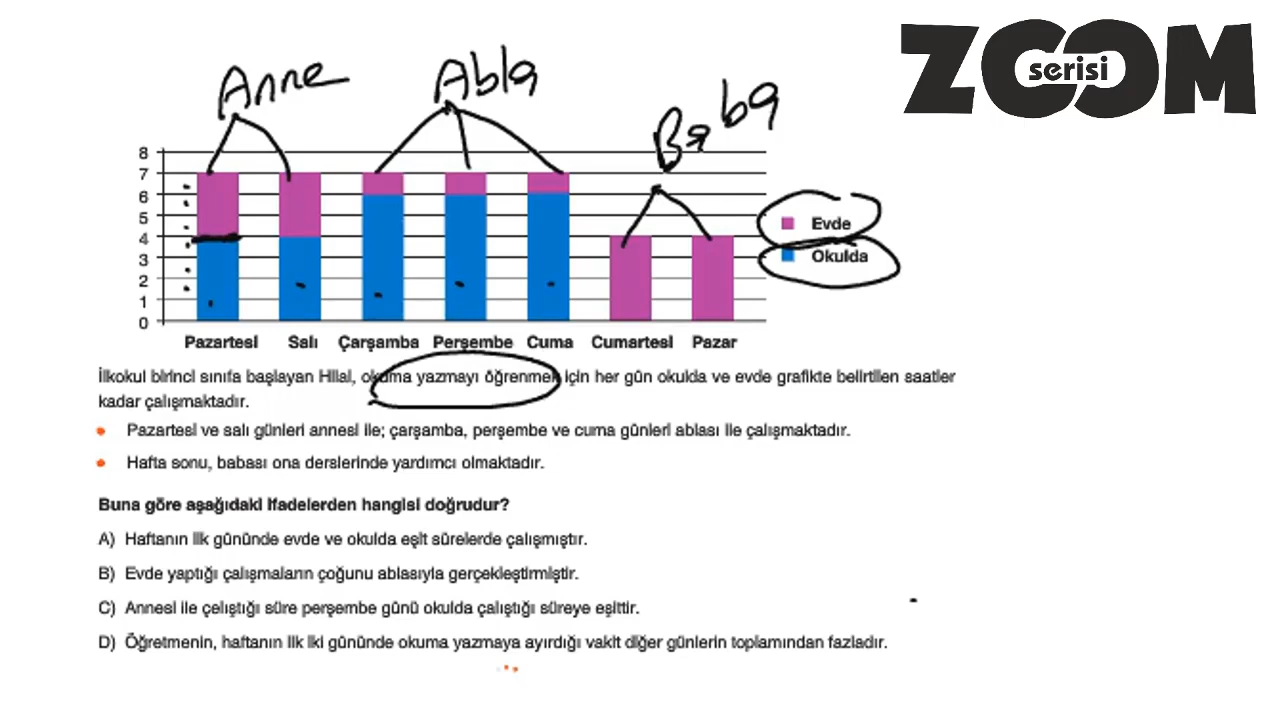 ZOOM
serisi
Anne
Abla
Baba
8
7
6
5
4
3
2
1
0
Evde
Okulda
Pazartesi Salı Çarşamba Perşembe Cuma Cumartesi Pazar
İlkokul birinci sınıfa başlayan Hilal, okuma yazmayı öğrenmek için her gün okulda ve evde grafikte belirtilen saatler
kadar çalışmaktadır.
• Pazartesi ve salı günleri annesi ile; çarşamba, perşembe ve cuma günleri ablası ile çalışmaktadır.
• Hafta sonu, babası ona derslerinde yardımcı olmaktadır.
Buna göre aşağıdaki ifadelerden hangisi doğrudur?
A) Haftanın ilk gününde evde ve okulda eşit sürelerde çalışmıştır.
B) Evde yaptığı çalışmaların çoğunu ablasıyla gerçekleştirmiştir.
C) Annesi ile çeliştiği süre perşembe günü okulda çalıştığı süreye eşittir.
D) Öğretmenin, haftanın ilk iki gününde okuma yazmaya ayırdığı vakit diğer günlerin toplamından fazladır.